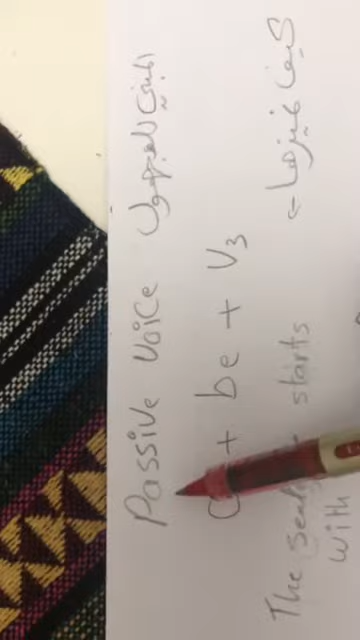 Passive Voice المبني للمجهول
+ be + V3
The starts كيف نميزها
with